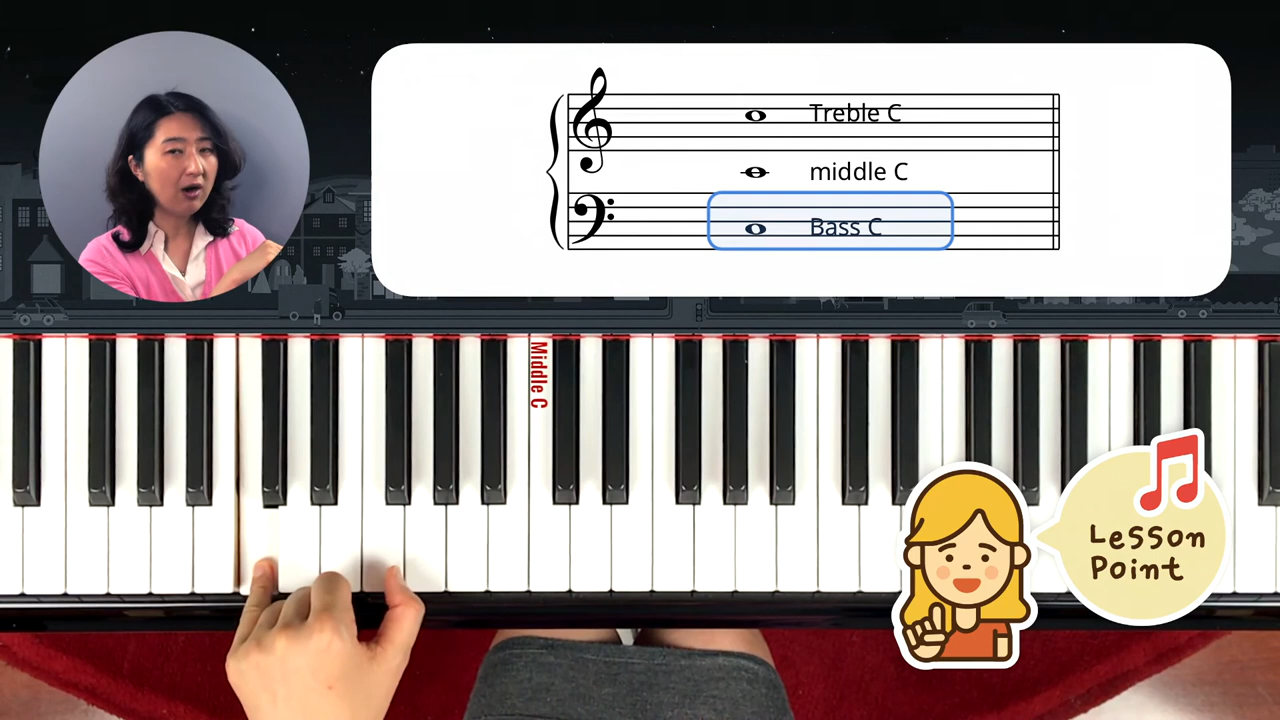 Treble C
middle C
Bass C
Middle C
Lesson
Point